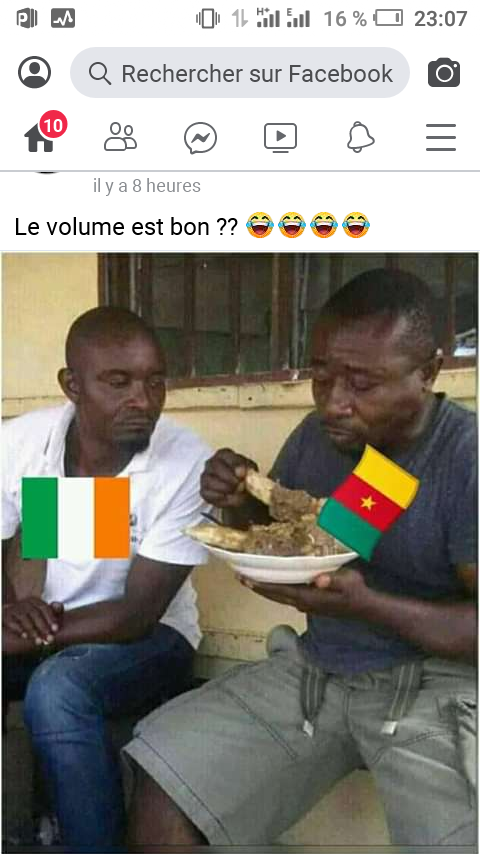 H+ E 16 % 23:07
Rechercher sur Facebook
10
il y a 8 heures
Le volume est bon ?? 😂😂😂😂